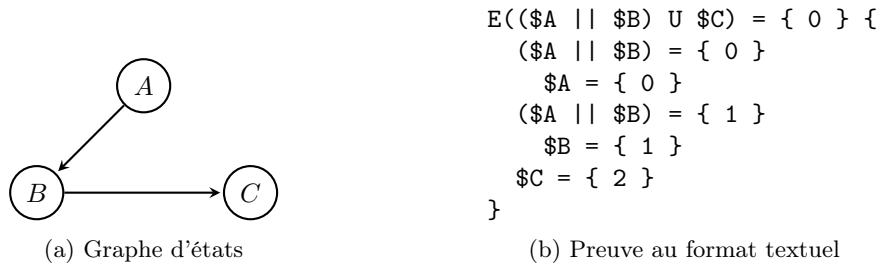 A
B
C
(a) Graphe d'états
E(($A || $B) U $C) = { 0 } {
  ($A || $B) = { 0 }
    $A = { 0 }
  ($A || $B) = { 1 }
    $B = { 1 }
  $C = { 2 }
}
(b) Preuve au format textuel